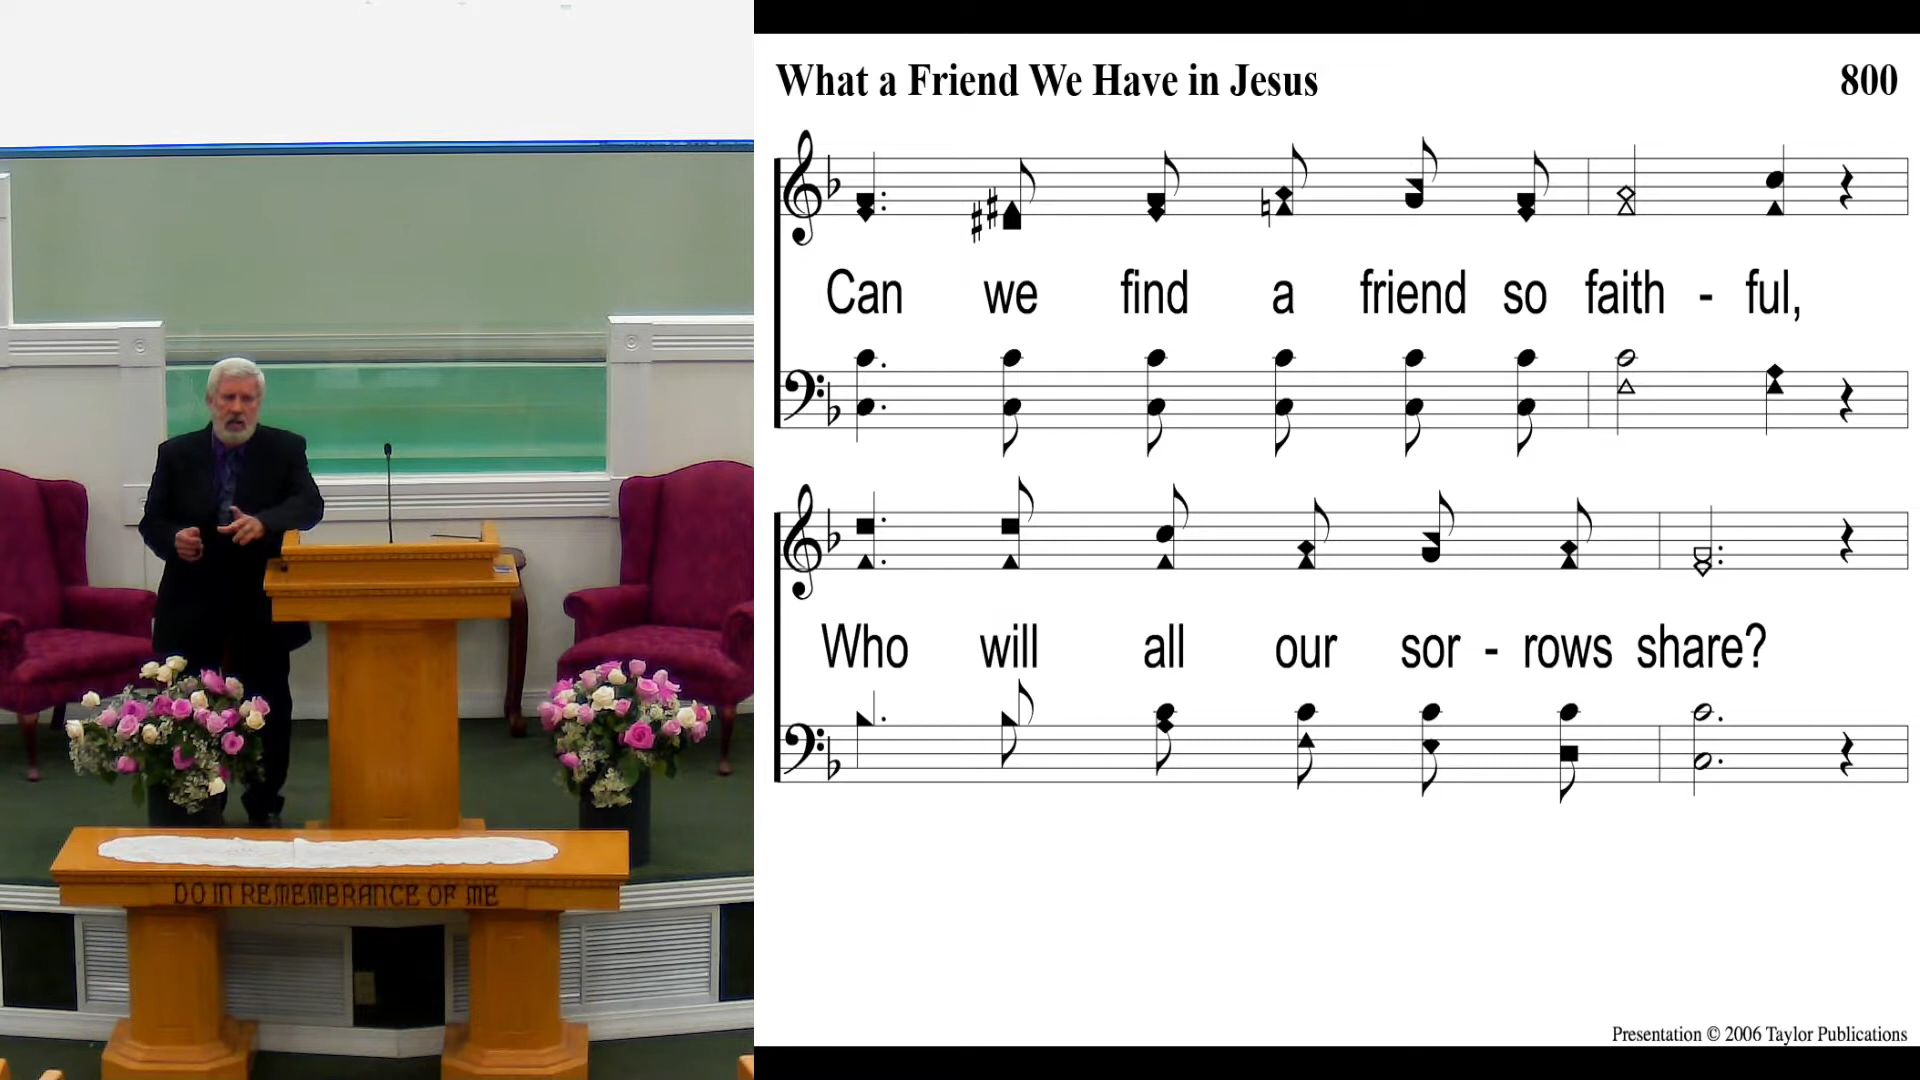 What a Friend We Have in Jesus 800
Can we find a friend so faith - ful,
Who will all our sor - rows share?
Presentation © 2006 Taylor Publications
DO IN REMEMBRANCE OF ME